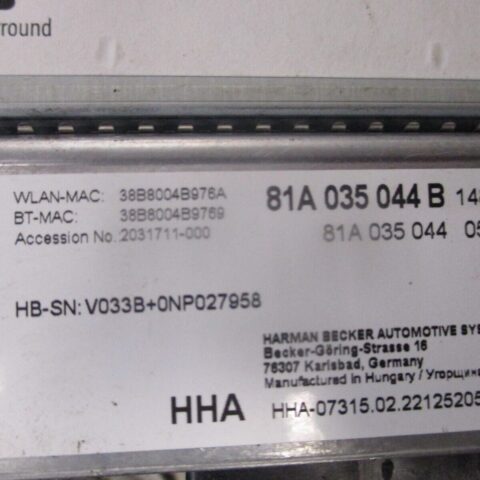 round
WLAN-MAC: 38B8004B976A
BT-MAC: 38B8004B9769
Accession No. 2031711-000
81A 035 044 B 14
81A 035 044 05
HB-SN: V033B+0NP027958
HARMAN BECKER AUTOMOTIVE SYS
Becker-Göring-Strasse 16
76307 Karlsbad, Germany
Manufactured in Hungary / Угорщина
HHA HHA-07315.02.22125205